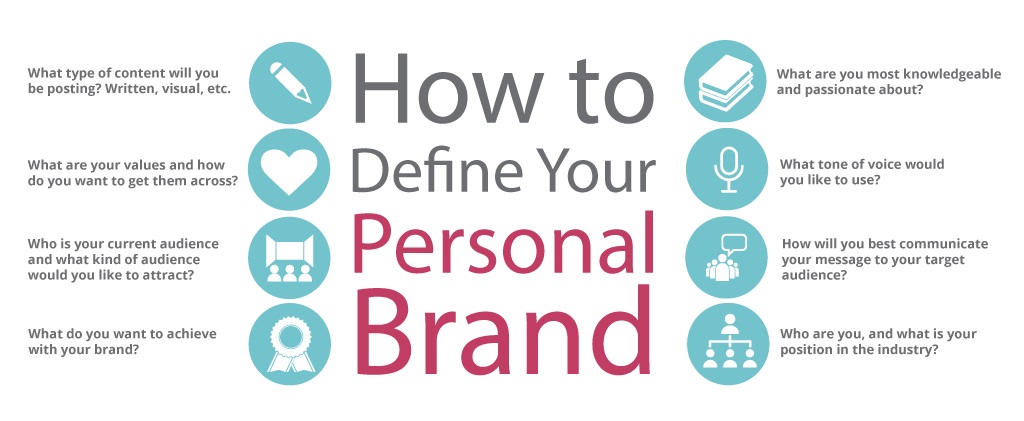 What type of content will you
be posting? Written, visual, etc.
What are your values and how
do you want to get them across?
Who is your current audience
and what kind of audience
would you like to attract?
What do you want to achieve
with your brand?
How to
Define Your
Personal
Brand
What are you most knowledgeable
and passionate about?
What tone of voice would
you like to use?
How will you best communicate
your message to your target
audience?
Who are you, and what is your
position in the industry?